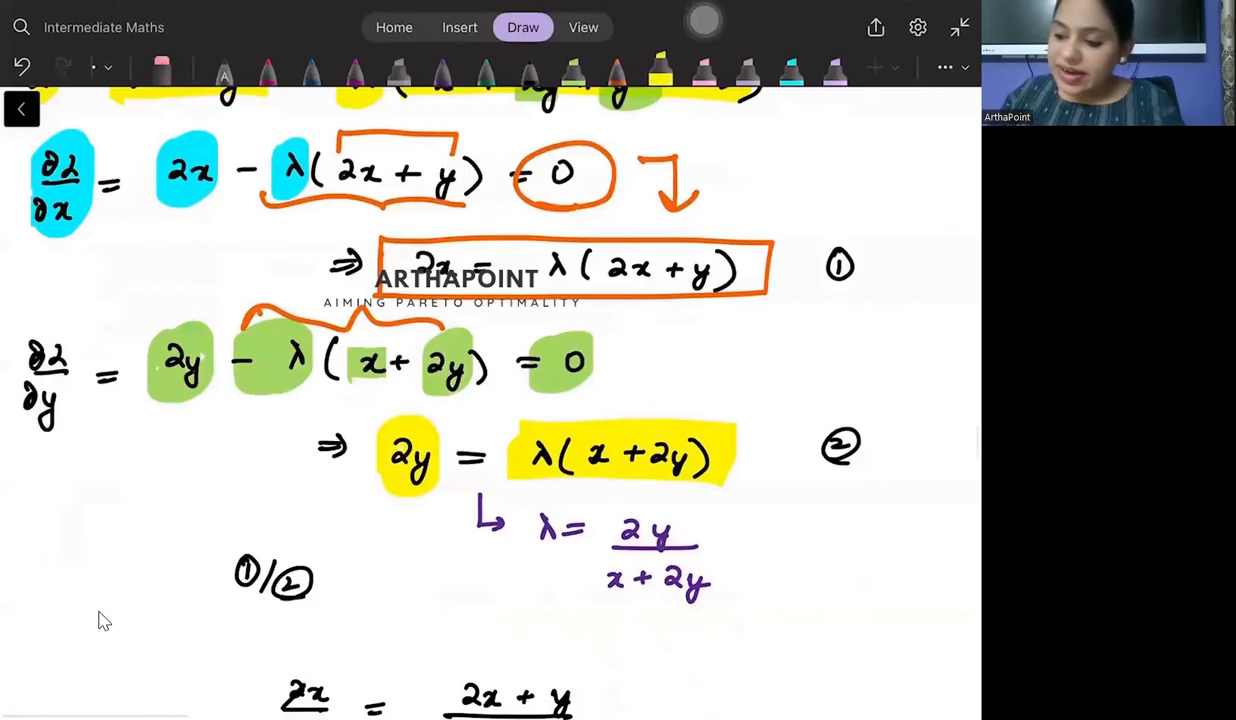 Intermediate Maths
Home Insert Draw View
ArthaPoint
∂L/∂x = 2x - λ(2x + y) = 0
⇒ 2x = λ(2x + y) ①
ARTHAPOINT
AIMING PARETO OPTIMALITY
∂L/∂y = 2y - λ(x + 2y) = 0
⇒ 2y = λ(x + 2y) ②
↳ λ = 2y/(x + 2y)
①/②
2x = 2x + y